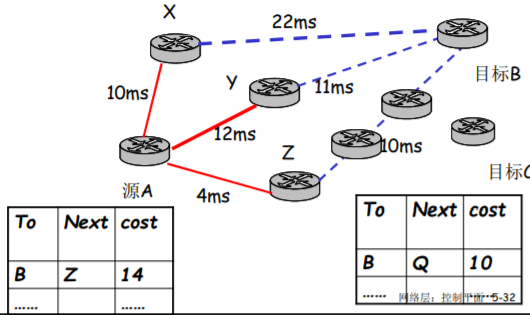 X
22ms
目标B
Y
11ms
10ms
12ms
10ms
Z
目标C
源A
4ms
To Next cost
B Z 14
...... ......
To Next cost
B Q 10
...... ......
网络层：控制平面 5-32